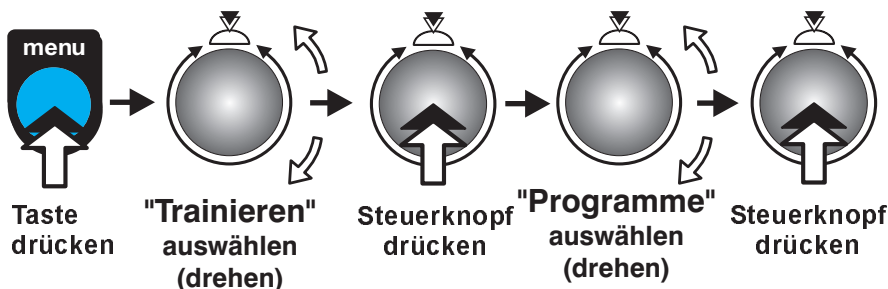 menu
Taste
drücken
"Trainieren"
auswählen
(drehen)
Steuerknopf
drücken
"Programme"
auswählen
(drehen)
Steuerknopf
drücken